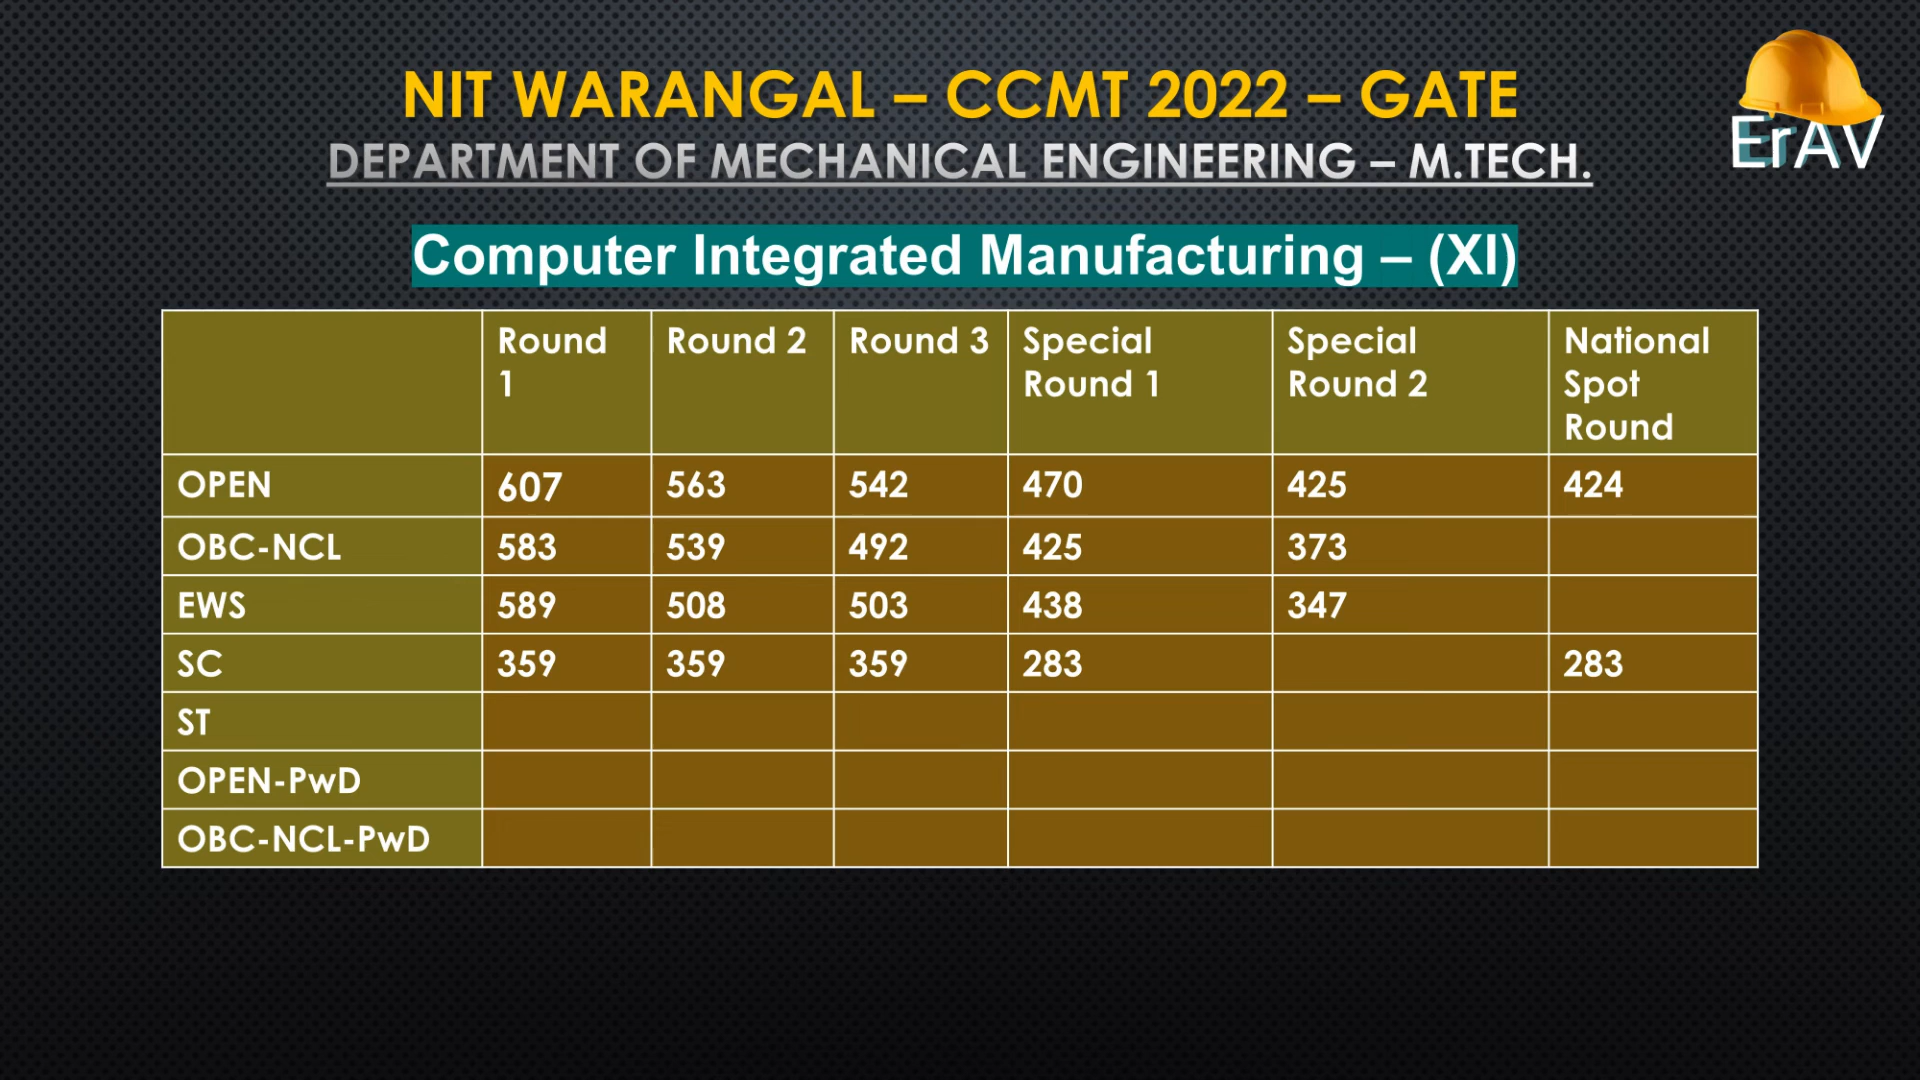 NIT WARANGAL – CCMT 2022 – GATE
DEPARTMENT OF MECHANICAL ENGINEERING – M.TECH.
ErAV
Computer Integrated Manufacturing – (XI)
Round 1 Round 2 Round 3 Special Round 1 Special Round 2 National Spot Round
OPEN 607 563 542 470 425 424
OBC-NCL 583 539 492 425 373
EWS 589 508 503 438 347
SC 359 359 359 283 283
ST
OPEN-PwD
OBC-NCL-PwD